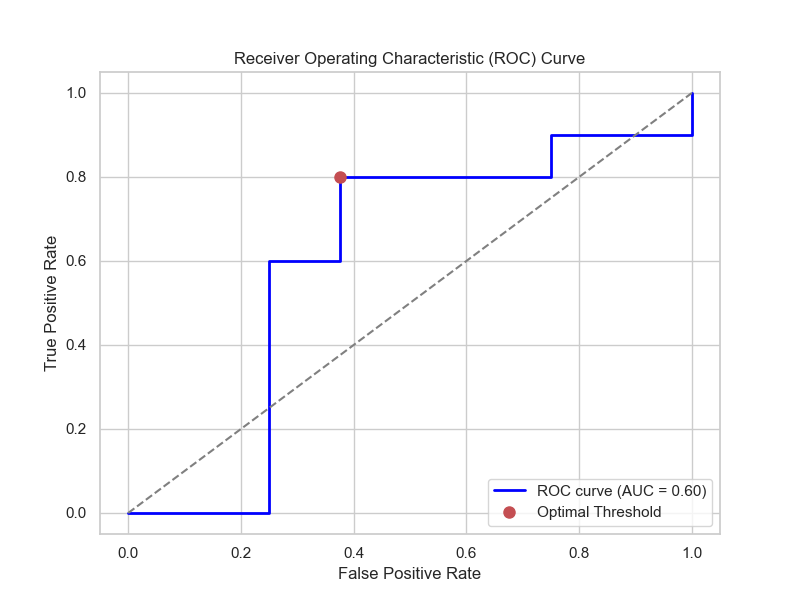 Receiver Operating Characteristic (ROC) Curve
True Positive Rate
1.0
0.8
0.6
0.4
0.2
0.0
ROC curve (AUC = 0.60)
Optimal Threshold
0.0 0.2 0.4 0.6 0.8 1.0
False Positive Rate